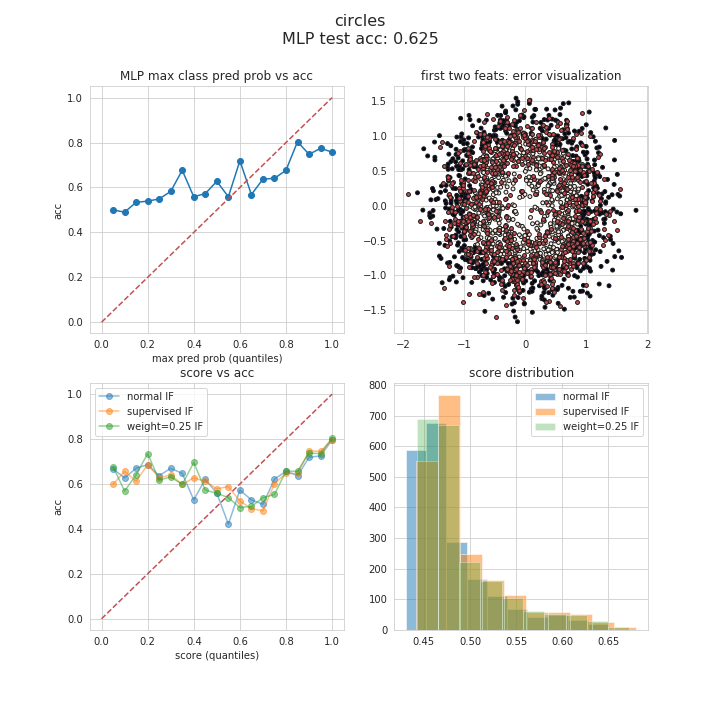 circles
MLP test acc: 0.625
MLP max class pred prob vs acc
1.0
0.8
0.6
0.4
0.2
0.0
acc
0.0 0.2 0.4 0.6 0.8 1.0
max pred prob (quantiles)
first two feats: error visualization
1.5
1.0
0.5
0.0
−0.5
−1.0
−1.5
−2 −1 0 1 2
score vs acc
normal IF
supervised IF
weight=0.25 IF
1.0
0.8
0.6
0.4
0.2
0.0
acc
0.0 0.2 0.4 0.6 0.8 1.0
score (quantiles)
score distribution
normal IF
supervised IF
weight=0.25 IF
800
700
600
500
400
300
200
100
0
0.45 0.50 0.55 0.60 0.65